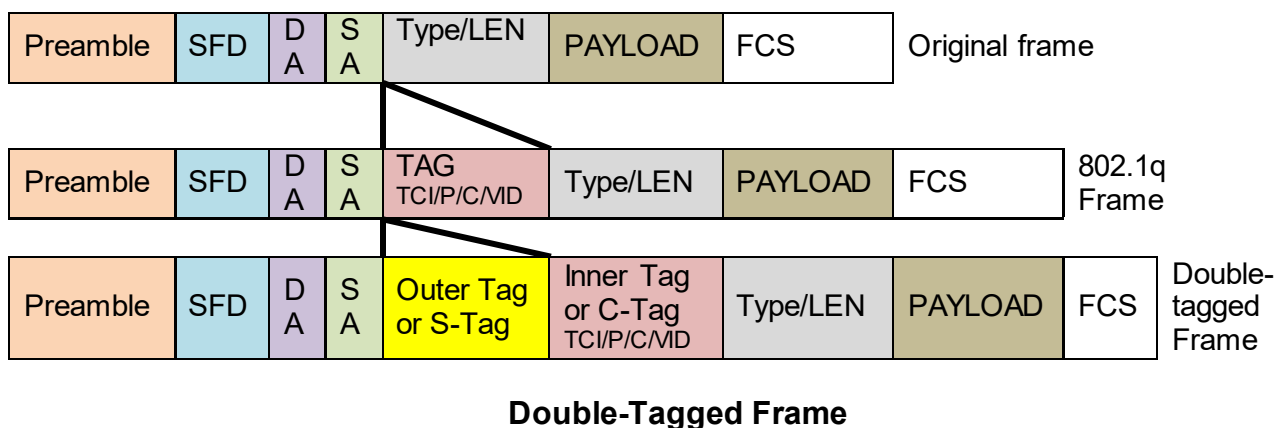 Preamble SFD D A S A Type/LEN PAYLOAD FCS Original frame
Preamble SFD D A S A TAG TCI/P/C/VID Type/LEN PAYLOAD FCS 802.1q Frame
Preamble SFD D A S A Outer Tag or S-Tag Inner Tag or C-Tag TCI/P/C/VID Type/LEN PAYLOAD FCS Double-tagged Frame
Double-Tagged Frame